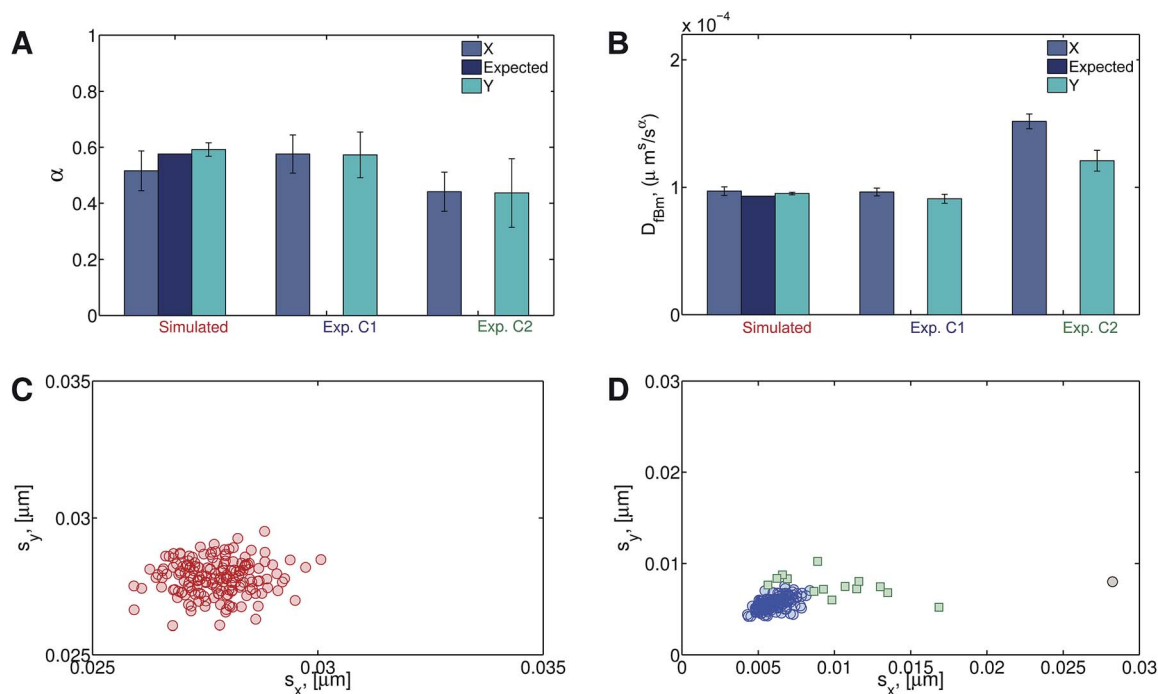 A
1
0.8
0.6
0.4
0.2
0
α
X
Expected
Y
Simulated
Exp. C1
Exp. C2
B
x 10⁻⁴
2
1
0
D_fBm, (μ mˢ/s^α)
X
Expected
Y
Simulated
Exp. C1
Exp. C2
C
0.035
0.03
0.025
s_y, [μm]
0.025
0.03
0.035
s_x, [μm]
D
0.03
0.02
0.01
0
s_y, [μm]
0
0.005
0.01
0.015
0.02
0.025
0.03
s_x, [μm]